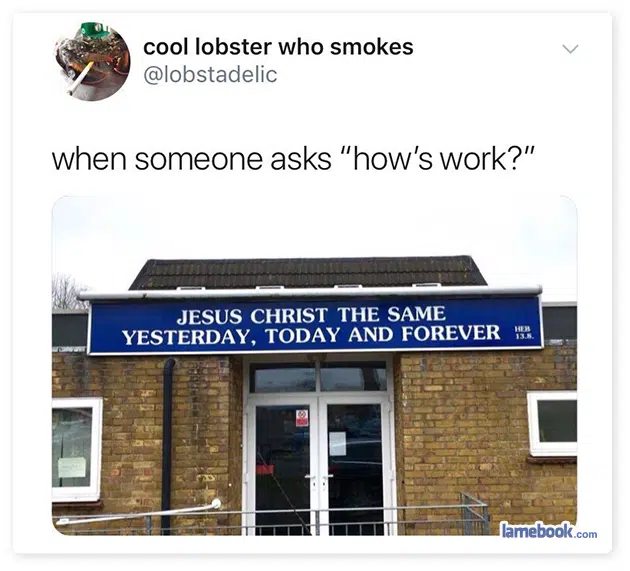 cool lobster who smokes
@lobstadelic
when someone asks “how’s work?”
JESUS CHRIST THE SAME
YESTERDAY, TODAY AND FOREVER
HEB
13.8.
lamebook.com